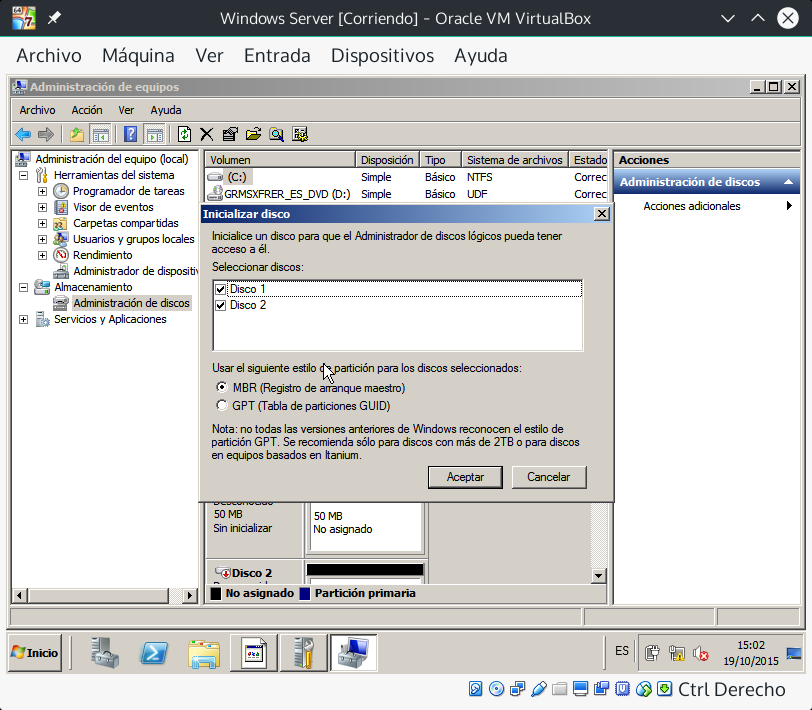 Windows Server [Corriendo] - Oracle VM VirtualBox
Archivo Máquina Ver Entrada Dispositivos Ayuda
Administración de equipos
Archivo Acción Ver Ayuda
Administración del equipo (local)
Herramientas del sistema
Programador de tareas
Visor de eventos
Carpetas compartidas
Usuarios y grupos locales
Rendimiento
Administrador de dispositiv
Almacenamiento
Administración de discos
Servicios y Aplicaciones
Volumen Disposición Tipo Sistema de archivos Estado
(C:) Simple Básico NTFS Correc
GRMSXFRER_ES_DVD (D:) Simple Básico UDF Correc
Acciones
Administración de discos
Acciones adicionales
Inicializar disco
Inicialice un disco para que el Administrador de discos lógicos pueda tener
acceso a él.
Seleccionar discos:
Disco 1
Disco 2
Usar el siguiente estilo de partición para los discos seleccionados:
MBR (Registro de arranque maestro)
GPT (Tabla de particiones GUID)
Nota: no todas las versiones anteriores de Windows reconocen el estilo de
partición GPT. Se recomienda sólo para discos con más de 2TB o para discos
en equipos basados en Itanium.
Aceptar Cancelar
Desconocido
50 MB
Sin inicializar
50 MB
No asignado
Disco 2
No asignado Partición primaria
Inicio
ES
15:02
19/10/2015
Ctrl Derecho